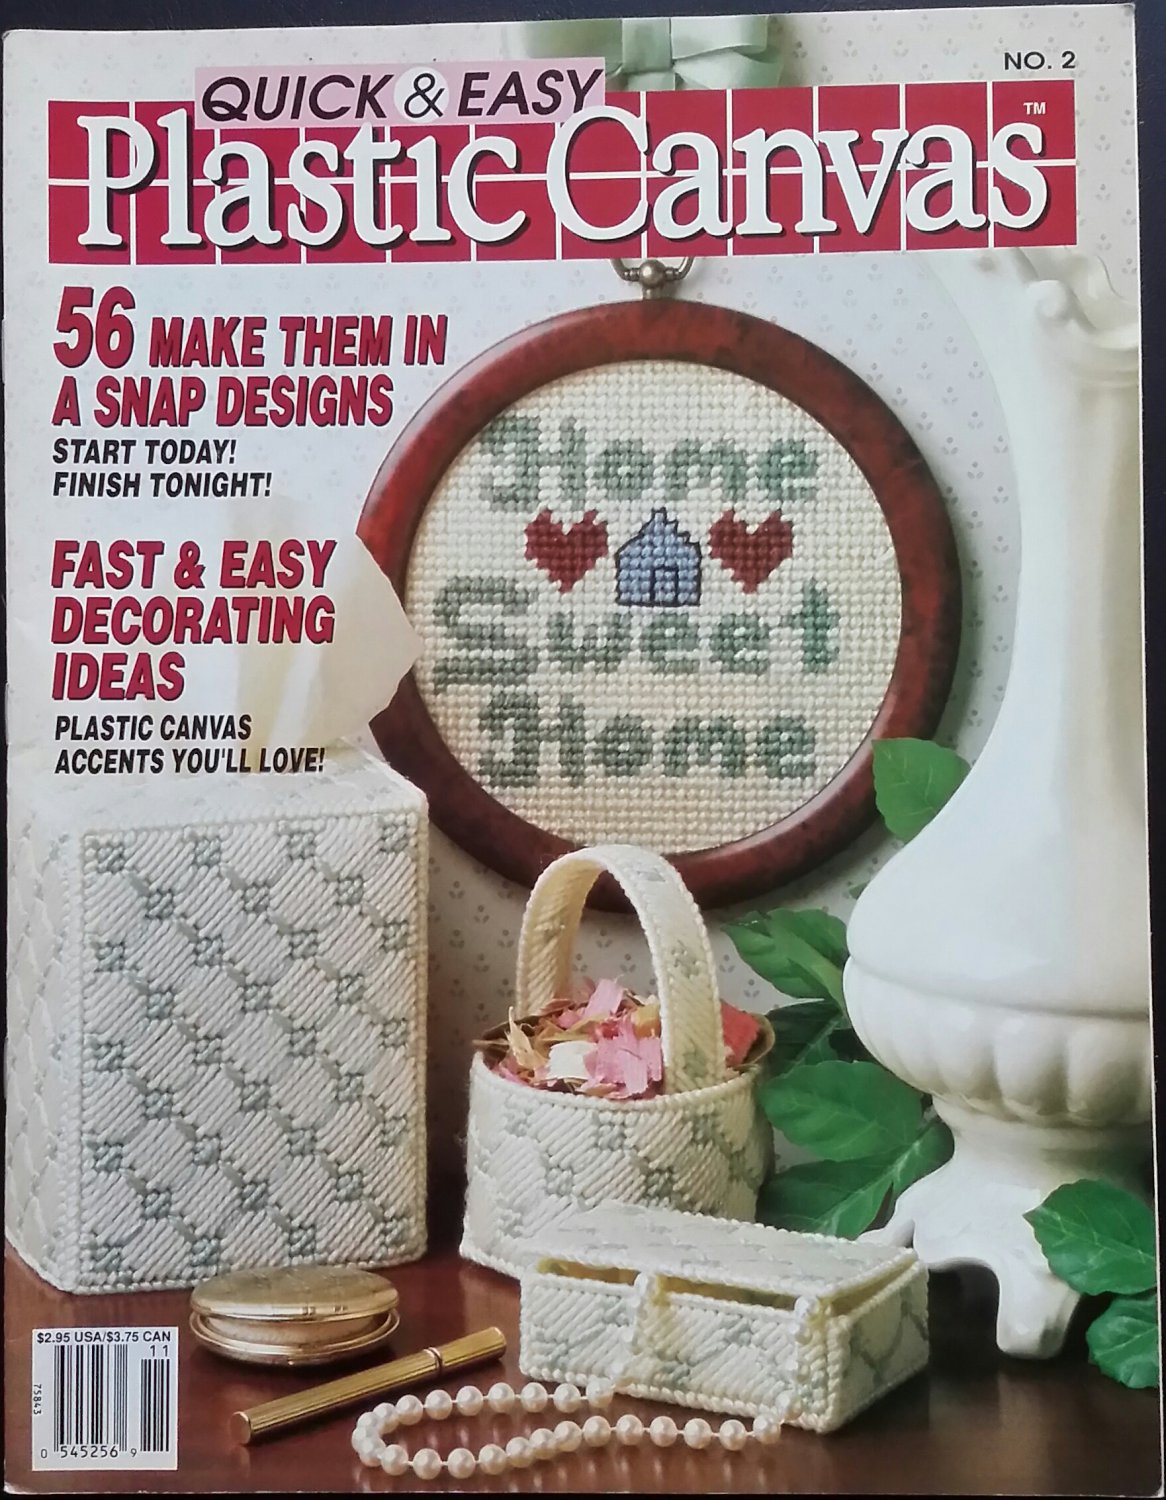 NO. 2
QUICK & EASY
Plastic Canvas™
56 MAKE THEM IN
A SNAP DESIGNS
START TODAY!
FINISH TONIGHT!
FAST & EASY
DECORATING
IDEAS
PLASTIC CANVAS
ACCENTS YOU'LL LOVE!
Home
Sweet
Home
$2.95 USA/$3.75 CAN
11
75843
0 545256 9